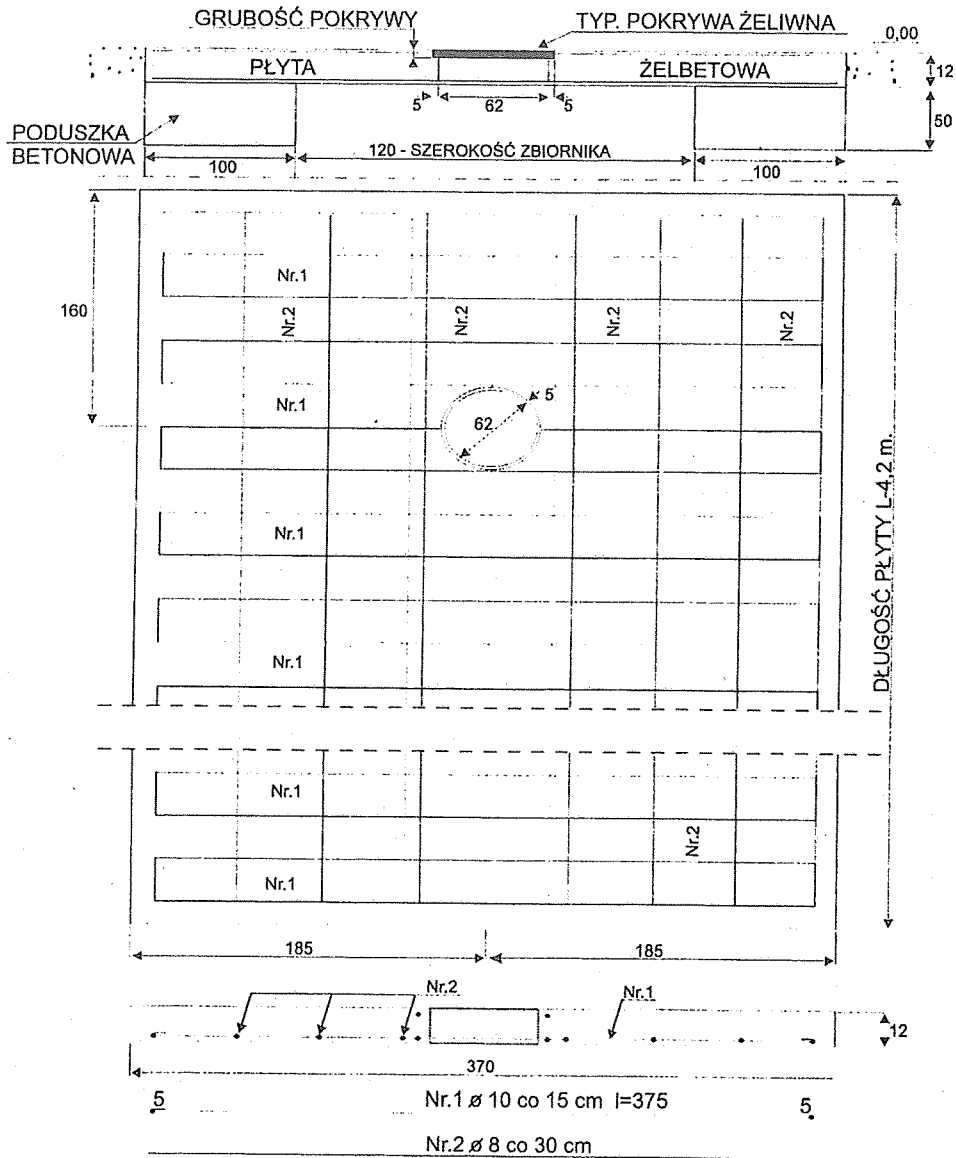 GRUBOŚĆ POKRYWY
TYP. POKRYWA ŻELIWNA
0,00
PŁYTA
ŻELBETOWA
12
5
62
5
50
PODUSZKA
BETONOWA
100
120 - SZEROKOŚĆ ZBIORNIKA
100
160
Nr.1
Nr.2
Nr.2
Nr.2
Nr.2
Nr.1
62
5
Nr.1
Nr.1
DŁUGOŚĆ PŁYTY L-4,2 m.
Nr.1
Nr.2
Nr.1
185
185
Nr.2
Nr.1
12
370
5
Nr.1 ø 10 co 15 cm l=375
5
Nr.2 ø 8 co 30 cm